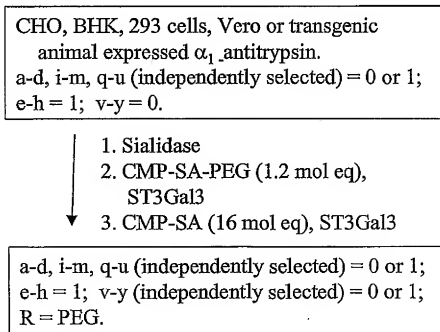 CHO, BHK, 293 cells, Vero or transgenic
animal expressed α₁_antitrypsin.
a-d, i-m, q-u (independently selected) = 0 or 1;
e-h = 1;  v-y = 0.
1. Sialidase
2. CMP-SA-PEG (1.2 mol eq),
ST3Gal3
3. CMP-SA (16 mol eq), ST3Gal3
a-d, i-m, q-u (independently selected) = 0 or 1;
e-h = 1;  v-y (independently selected) = 0 or 1;
R = PEG.